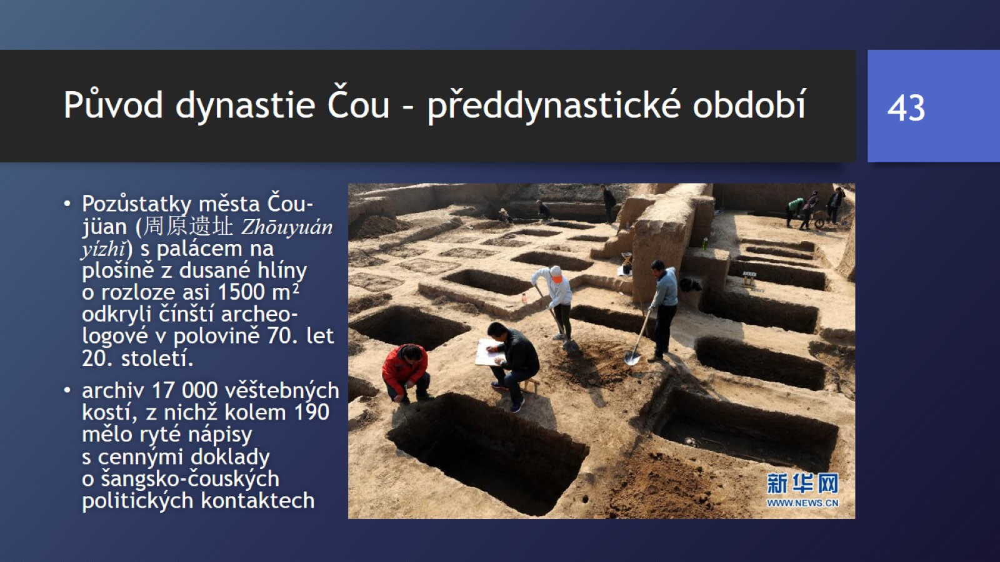 Původ dynastie Čou – předdynastické období
43
• Pozůstatky města Čou-
jüan (周原遗址 Zhōuyuán
yízhǐ) s palácem na
plošině z dusané hlíny
o rozloze asi 1500 m²
odkryli čínští archeo-
logové v polovině 70. let
20. století.
• archiv 17 000 věštebných
kostí, z nichž kolem 190
mělo ryté nápisy
s cennými doklady
o šangsko-čouských
politických kontaktech
新华网
WWW.NEWS.CN